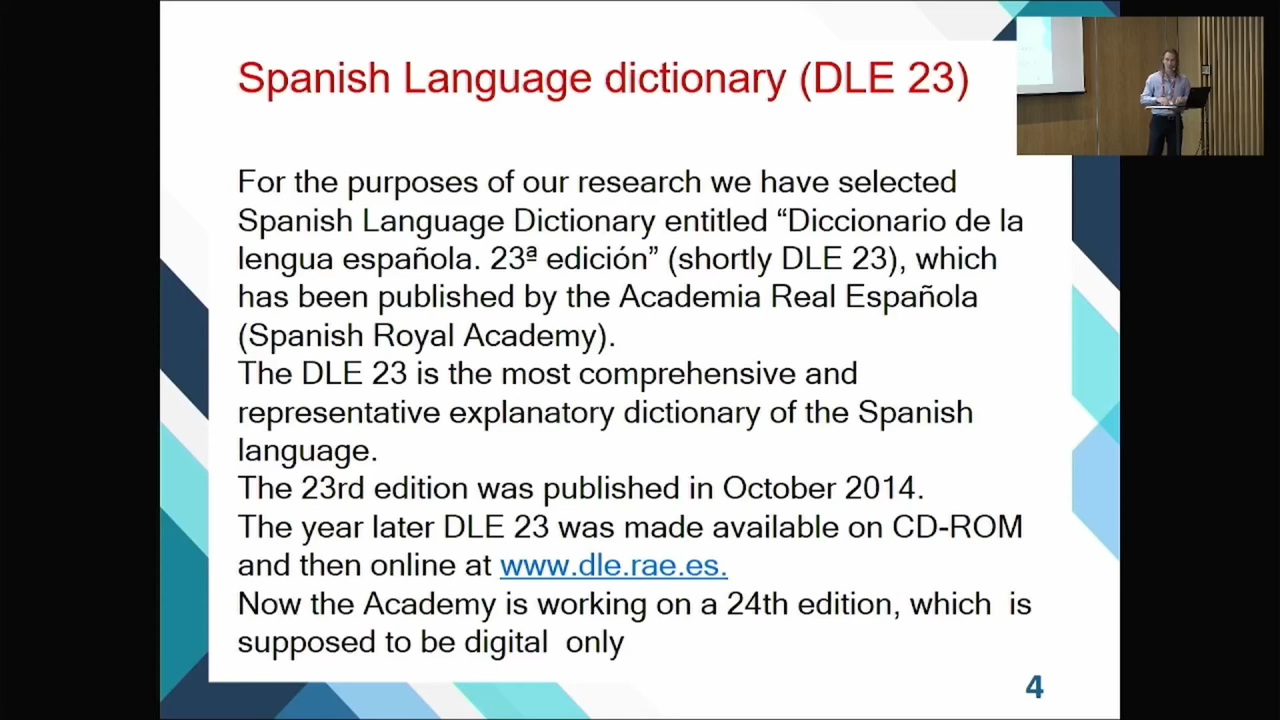 Spanish Language dictionary (DLE 23)
For the purposes of our research we have selected
Spanish Language Dictionary entitled “Diccionario de la
lengua española. 23ª edición” (shortly DLE 23), which
has been published by the Academia Real Española
(Spanish Royal Academy).
The DLE 23 is the most comprehensive and
representative explanatory dictionary of the Spanish
language.
The 23rd edition was published in October 2014.
The year later DLE 23 was made available on CD-ROM
and then online at www.dle.rae.es.
Now the Academy is working on a 24th edition, which  is
supposed to be digital  only
4